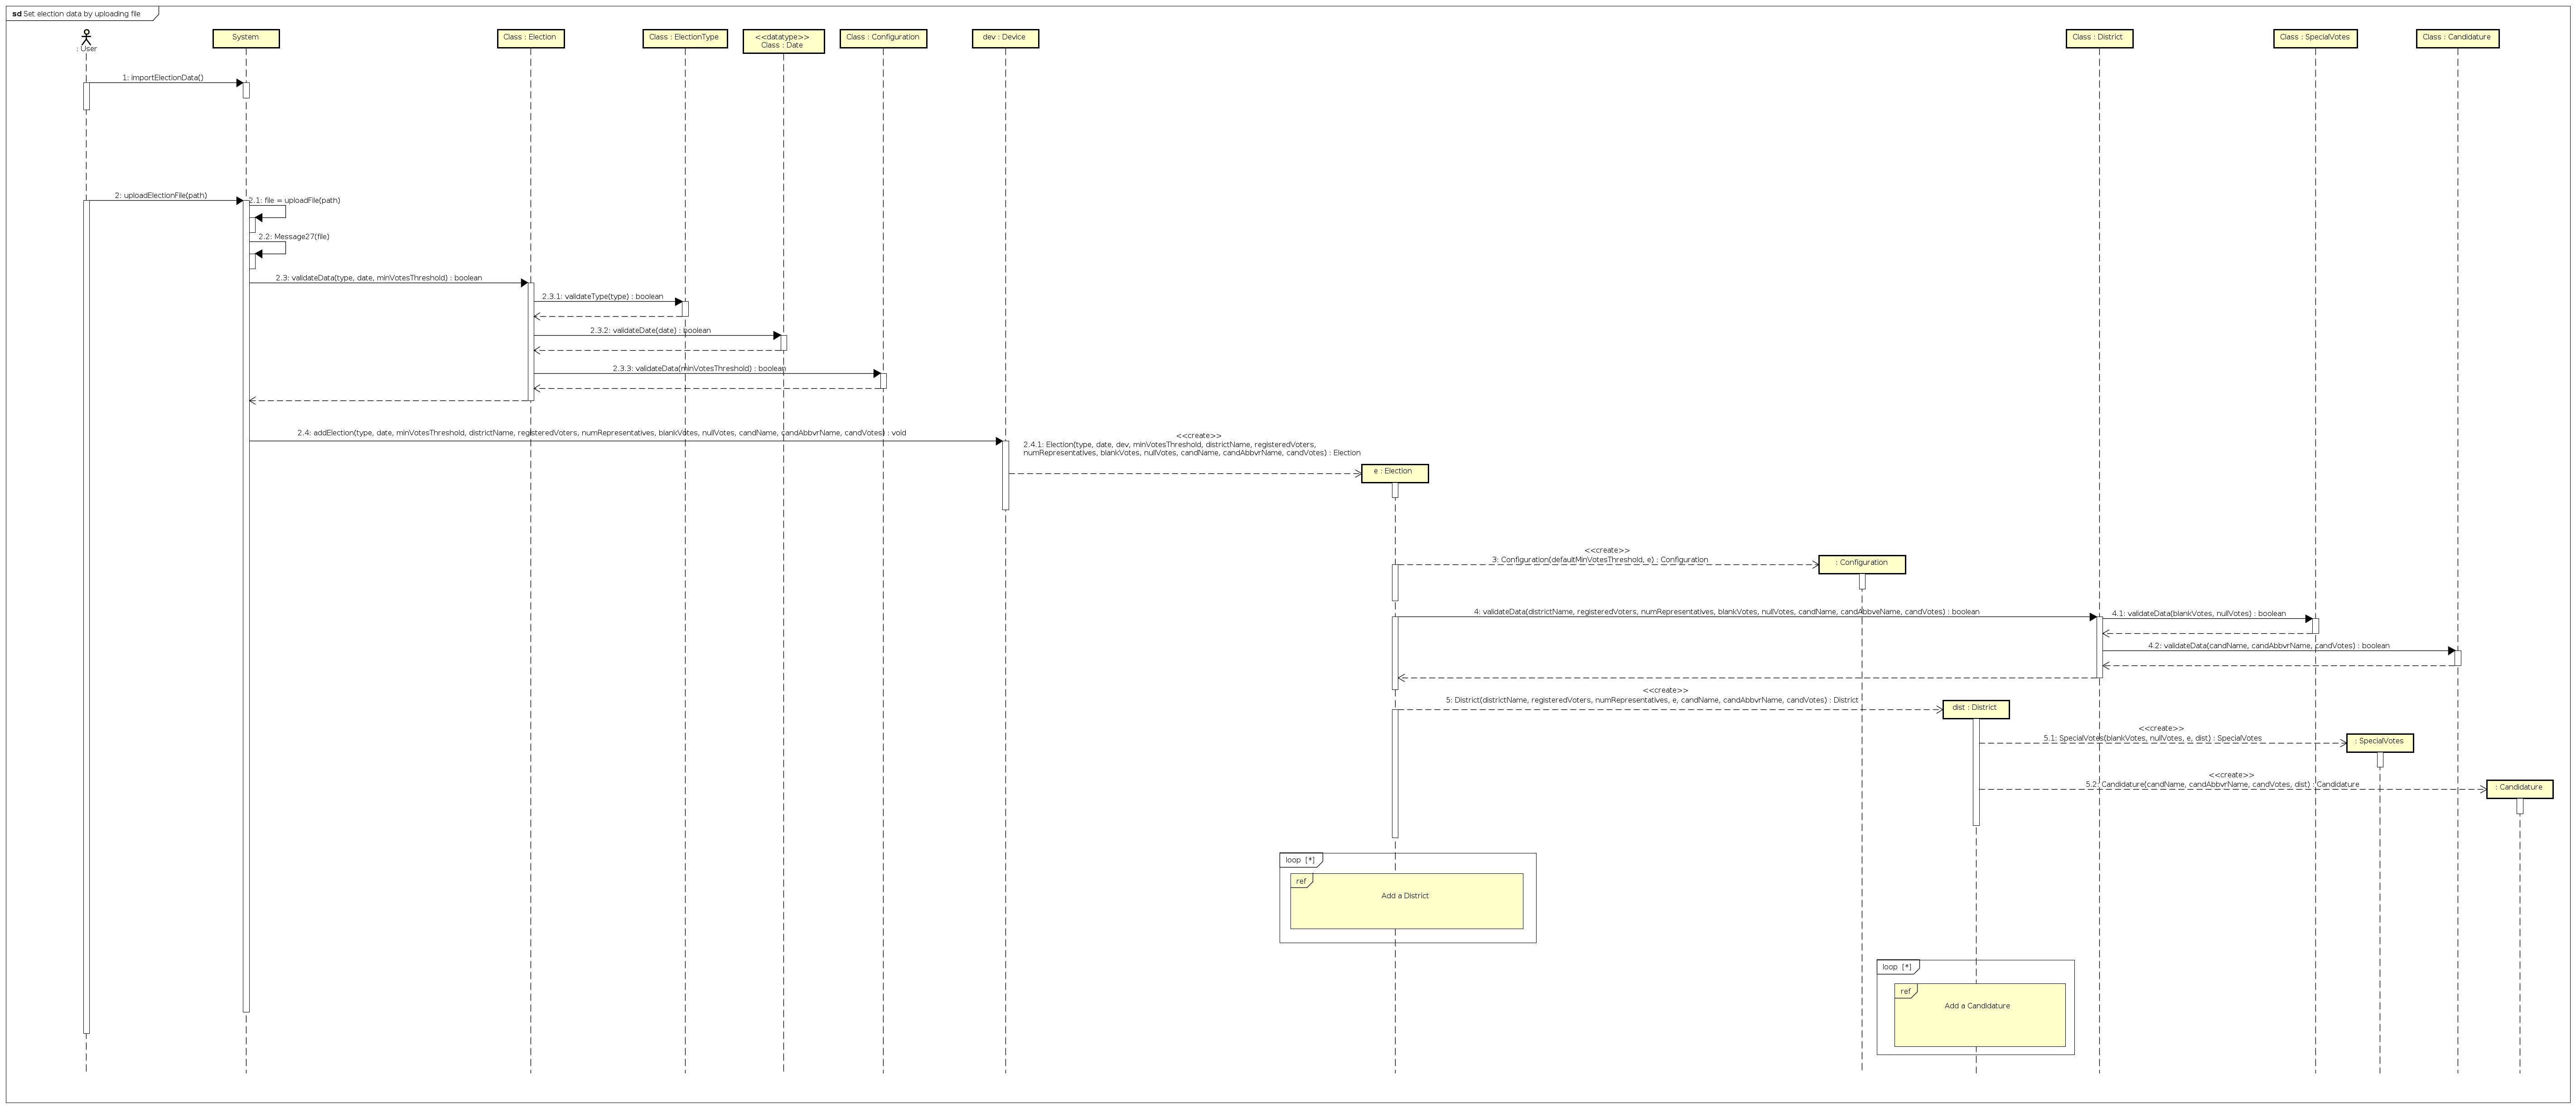 sd Set election data by uploading file
: User
System
Class : Election
Class : ElectionType
<<datatype>>
Class : Date
Class : Configuration
dev : Device
Class : District
Class : SpecialVotes
Class : Candidature
1: importElectionData()
2: uploadElectionFile(path)
2.1: file = uploadFile(path)
2.2: Message27(file)
2.3: validateData(type, date, minVotesThreshold) : boolean
2.3.1: validateType(type) : boolean
2.3.2: validateDate(date) : boolean
2.3.3: validateData(minVotesThreshold) : boolean
2.4: addElection(type, date, minVotesThreshold, districtName, registeredVoters, numRepresentatives, blankVotes, nullVotes, candName, candAbbvrName, candVotes) : void
<<create>>
2.4.1: Election(type, date, dev, minVotesThreshold, districtName, registeredVoters,
numRepresentatives, blankVotes, nullVotes, candName, candAbbvrName, candVotes) : Election
e : Election
<<create>>
3: Configuration(defaultMinVotesThreshold, e) : Configuration
: Configuration
4: validateData(districtName, registeredVoters, numRepresentatives, blankVotes, nullVotes, candName, candAbbveName, candVotes) : boolean
4.1: validateData(blankVotes, nullVotes) : boolean
4.2: validateData(candName, candAbbvrName, candVotes) : boolean
<<create>>
5: District(districtName, registeredVoters, numRepresentatives, e, candName, candAbbvrName, candVotes) : District
dist : District
<<create>>
5.1: SpecialVotes(blankVotes, nullVotes, e, dist) : SpecialVotes
: SpecialVotes
<<create>>
5.2: Candidature(candName, candAbbvrName, candVotes, dist) : Candidature
: Candidature
loop [*]
ref
Add a District
loop [*]
ref
Add a Candidature